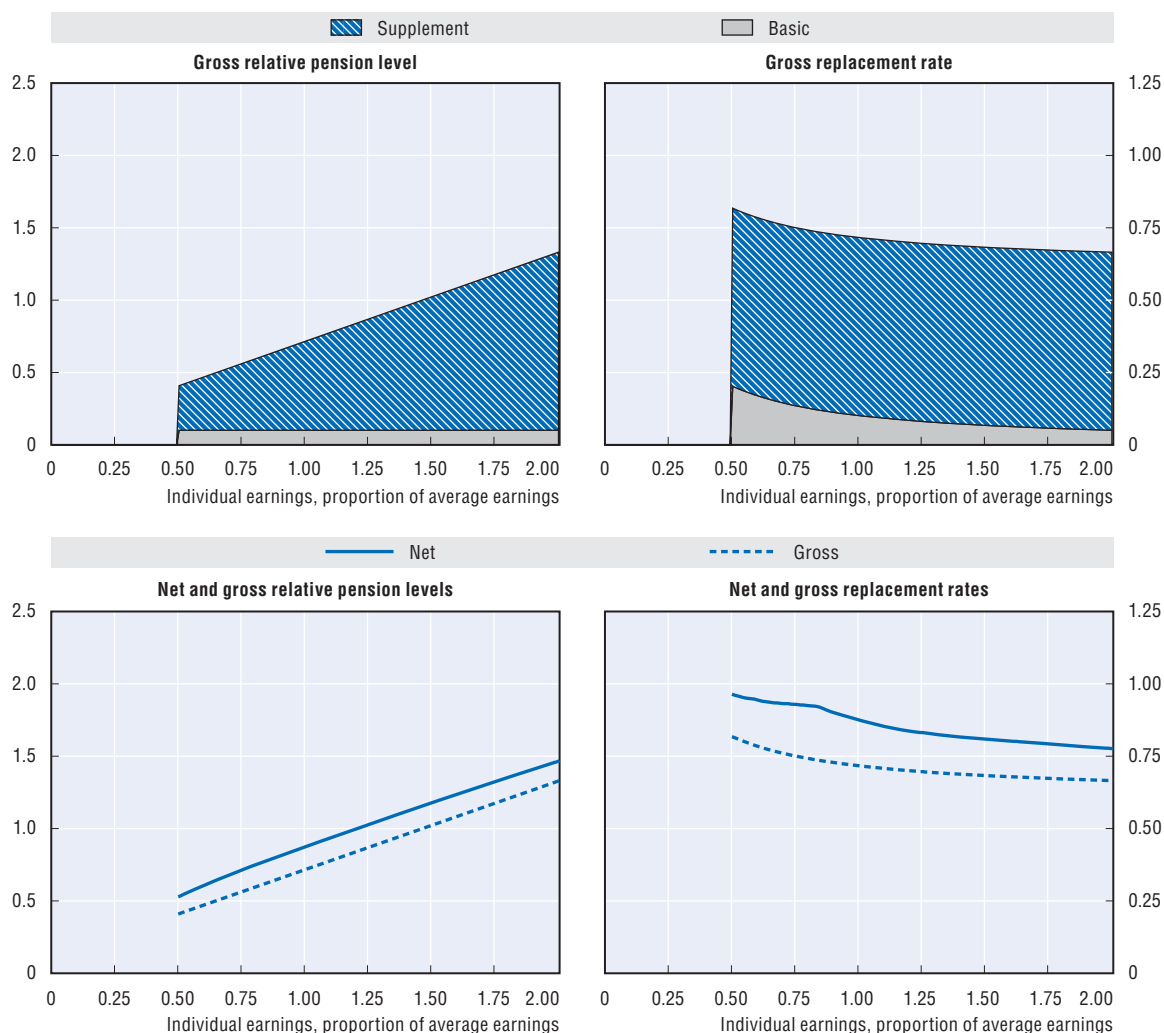 Supplement Basic
Gross relative pension level Gross replacement rate
2.5 1.25
2.0 1.00
1.5 0.75
1.0 0.50
0.5 0.25
0 0
0 0.25 0.50 0.75 1.00 1.25 1.50 1.75 2.00 0 0.25 0.50 0.75 1.00 1.25 1.50 1.75 2.00
Individual earnings, proportion of average earnings Individual earnings, proportion of average earnings
Net Gross
Net and gross relative pension levels Net and gross replacement rates
2.5 1.25
2.0 1.00
1.5 0.75
1.0 0.50
0.5 0.25
0 0
0 0.25 0.50 0.75 1.00 1.25 1.50 1.75 2.00 0 0.25 0.50 0.75 1.00 1.25 1.50 1.75 2.00
Individual earnings, proportion of average earnings Individual earnings, proportion of average earnings